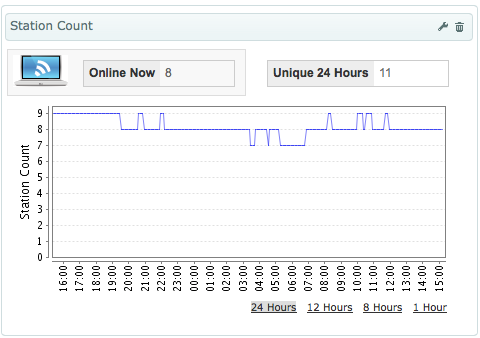 Station Count
Online Now 8
Unique 24 Hours 11
Station Count
9
8
7
6
5
4
3
2
1
0
16:00 17:00 18:00 19:00 20:00 21:00 22:00 23:00 00:00 01:00 02:00 03:00 04:00 05:00 06:00 07:00 08:00 09:00 10:00 11:00 12:00 13:00 14:00 15:00
24 Hours 12 Hours 8 Hours 1 Hour